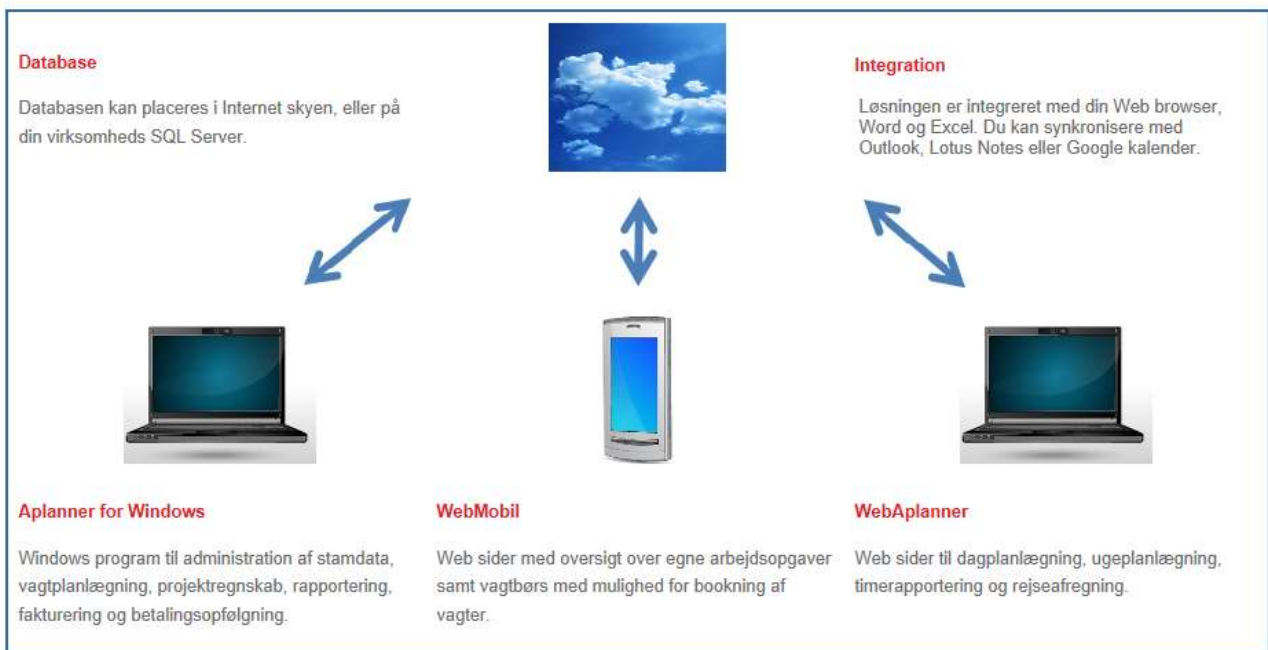 Database
Databasen kan placeres i Internet skyen, eller på
din virksomheds SQL Server.
Integration
Løsningen er integreret med din Web browser,
Word og Excel. Du kan synkronisere med
Outlook, Lotus Notes eller Google kalender.
Aplanner for Windows
Windows program til administration af stamdata,
vagtplanlægning, projektregnskab, rapportering,
fakturering og betalingsopfølgning.
WebMobil
Web sider med oversigt over egne arbejdsopgaver
samt vagtbørs med mulighed for bookning af
vagter.
WebAplanner
Web sider til dagplanlægning, ugeplanlægning,
timerapportering og rejseafregning.